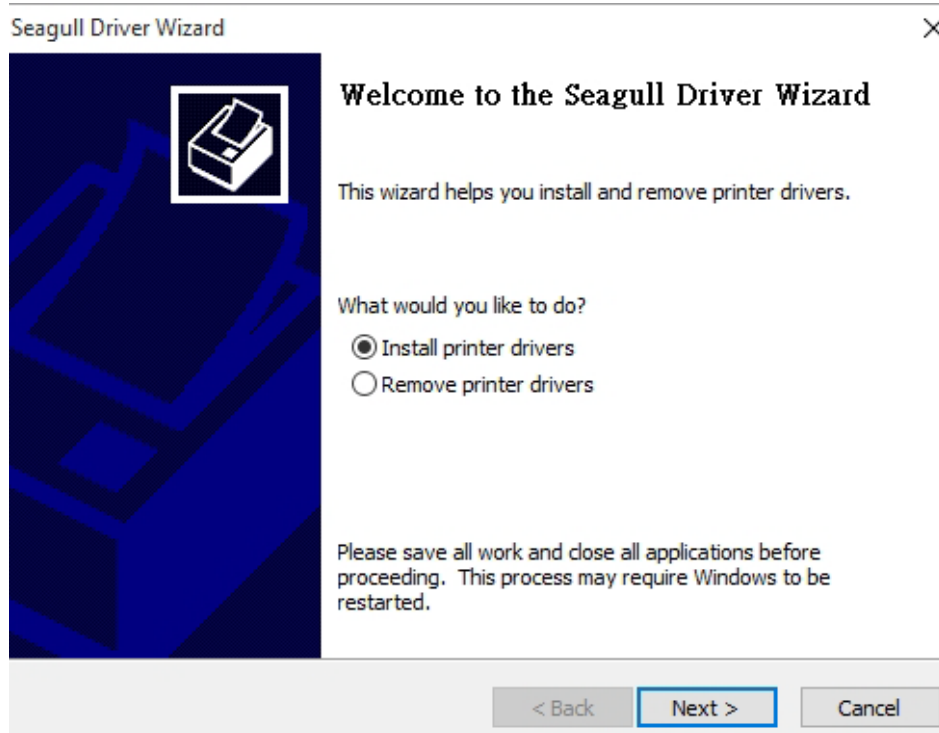 Seagull Driver Wizard
Welcome to the Seagull Driver Wizard
This wizard helps you install and remove printer drivers.
What would you like to do?
Install printer drivers
Remove printer drivers
Please save all work and close all applications before
proceeding.  This process may require Windows to be
restarted.
< Back
Next >
Cancel